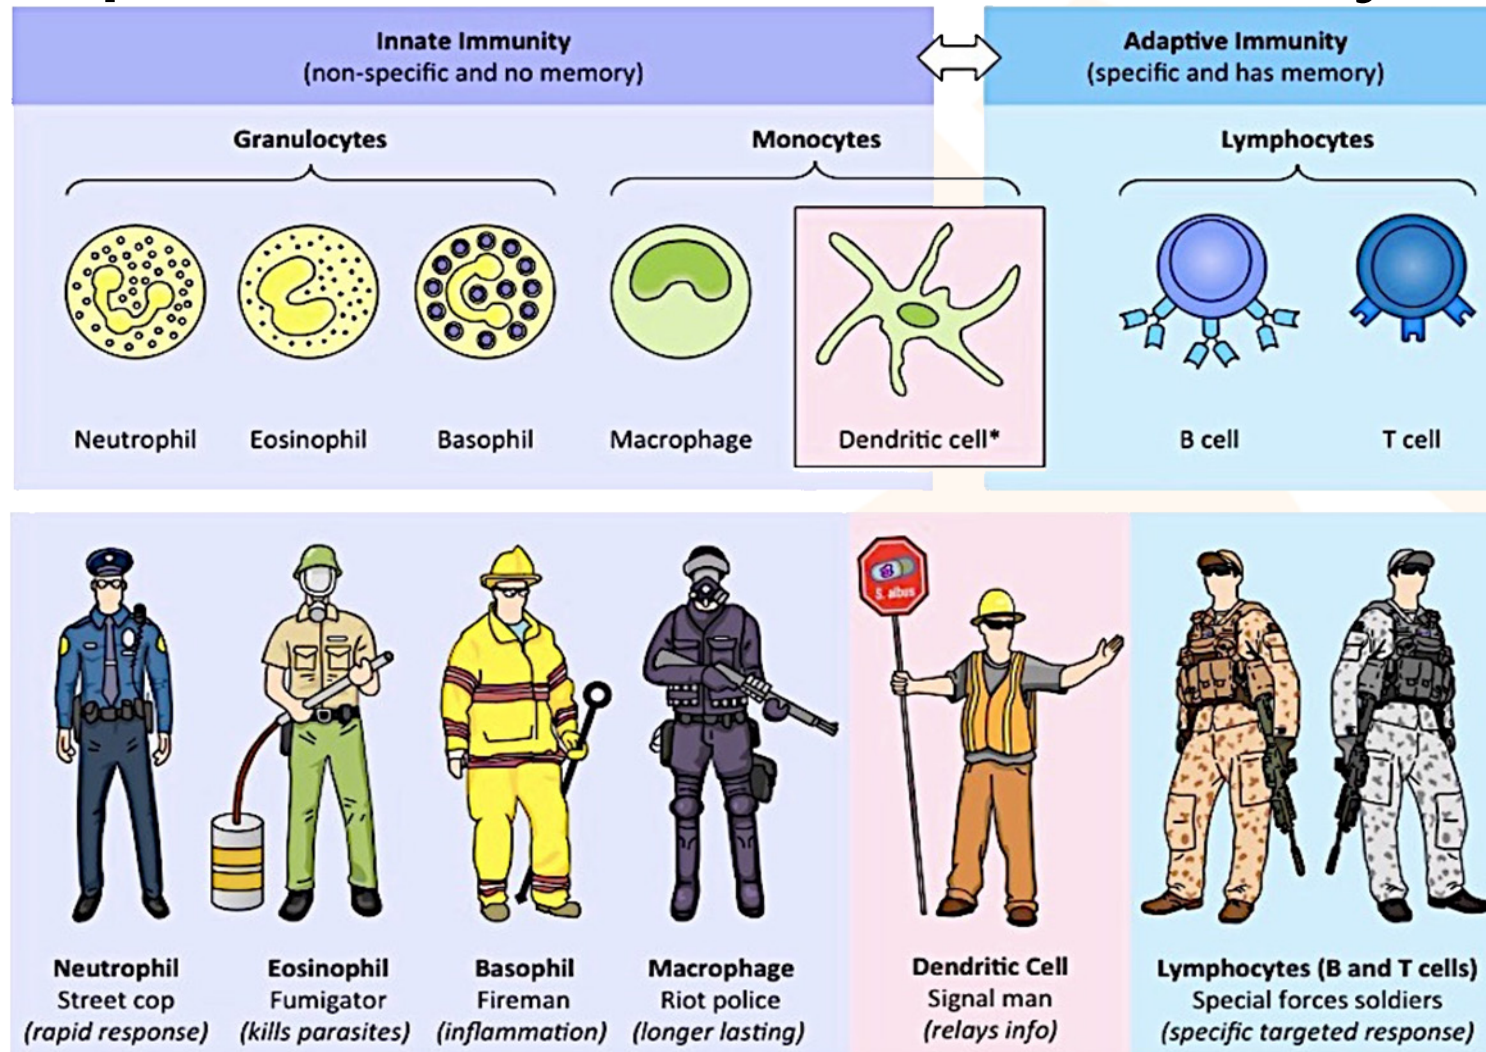 Innate Immunity
(non-specific and no memory)
Adaptive Immunity
(specific and has memory)
Granulocytes
Monocytes
Lymphocytes
Neutrophil
Eosinophil
Basophil
Macrophage
Dendritic cell*
B cell
T cell
S. albus
Neutrophil
Street cop
(rapid response)
Eosinophil
Fumigator
(kills parasites)
Basophil
Fireman
(inflammation)
Macrophage
Riot police
(longer lasting)
Dendritic Cell
Signal man
(relays info)
Lymphocytes (B and T cells)
Special forces soldiers
(specific targeted response)